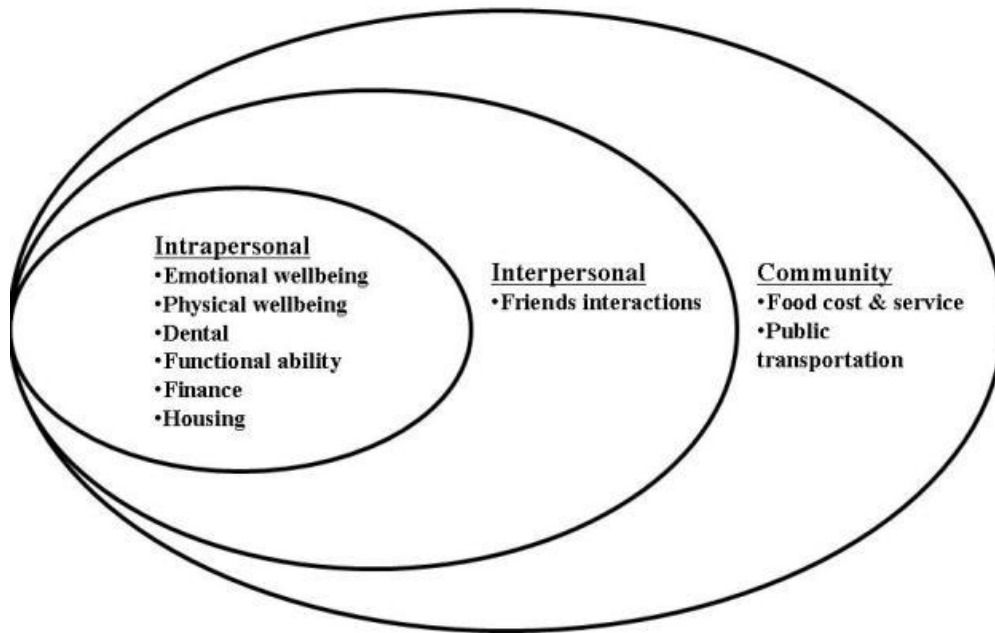 Intrapersonal
•Emotional wellbeing
•Physical wellbeing
•Dental
•Functional ability
•Finance
•Housing
Interpersonal
•Friends interactions
Community
•Food cost & service
•Public
transportation